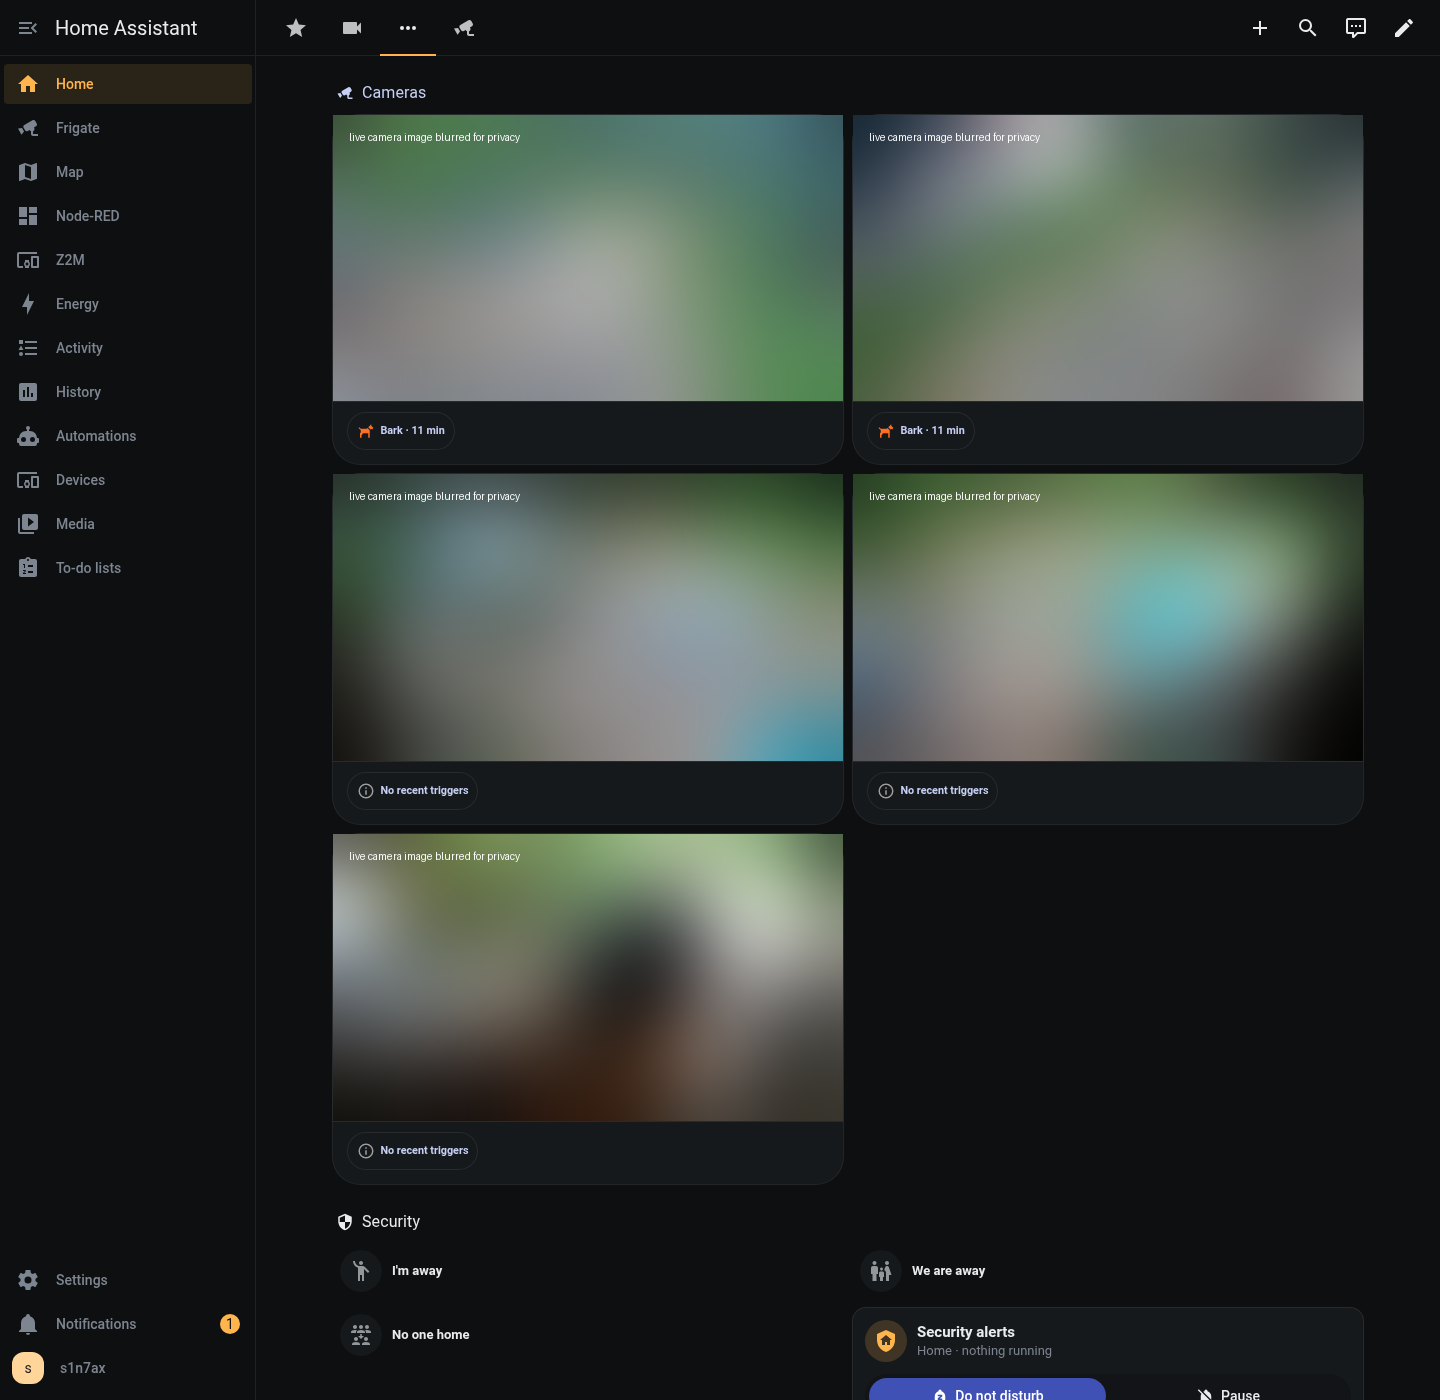 Home Assistant
Home
Frigate
Map
Node-RED
Z2M
Energy
Activity
History
Automations
Devices
Media
To-do lists
Settings
Notifications 1
s s1n7ax
Cameras
live camera image blurred for privacy
live camera image blurred for privacy
Bark · 11 min
Bark · 11 min
live camera image blurred for privacy
live camera image blurred for privacy
No recent triggers
No recent triggers
live camera image blurred for privacy
No recent triggers
Security
I'm away
We are away
No one home
Security alerts
Home · nothing running
Do not disturb
Pause